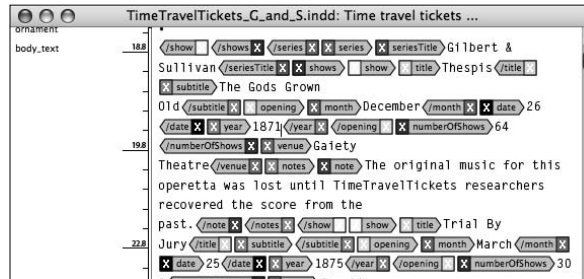 TimeTravelTickets_G_and_S.indd: Time travel tickets ...
ornament
body_text
18.8 /show /shows X /series X X series X seriesTitle Gilbert &
Sullivan /seriesTitle X X shows show X title Thespis /title X
X subtitle The Gods Grown
Old /subtitle X X opening X month December /month X X date 26
/date X X year 1871 /year X /opening X X numberOfShows 64
19.8 /numberOfShows X X venue Gaiety
Theatre /venue X X notes X note The original music for this
operetta was lost until TimeTravelTickets researchers
recovered the score from the
past. /note X /notes X /show show X title Trial By
22.8 Jury /title X X subtitle /subtitle X X opening X month March /month X
X date 25 /date X X year 1875 /year X /opening X X numberOfShows 30